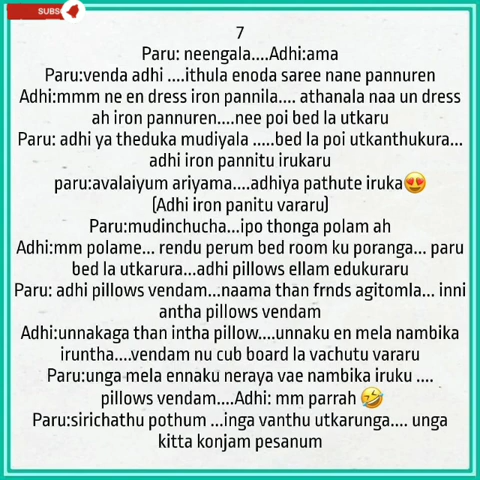 SUBS
7
Paru: neengala....Adhi:ama
Paru:venda adhi ....ithula enoda saree nane pannuren
Adhi:mmm ne en dress iron pannila.... athanala naa un dress
ah iron pannuren....nee poi bed la utkaru
Paru: adhi ya theduka mudiyala .....bed la poi utkanthukura...
adhi iron pannitu irukaru
paru:avalaiyum ariyama....adhiya pathute iruka😍
(Adhi iron panitu vararu)
Paru:mudinchucha...ipo thonga polam ah
Adhi:mm polame... rendu perum bed room ku poranga... paru
bed la utkarura...adhi pillows ellam edukuraru
Paru: adhi pillows vendam...naama than frnds agitomla... inni
antha pillows vendam
Adhi:unnakaga than intha pillow....unnaku en mela nambika
iruntha....vendam nu cub board la vachutu vararu
Paru:unga mela ennaku neraya vae nambika iruku ....
pillows vendam....Adhi: mm parrah 🤣
Paru:sirichathu pothum ...inga vanthu utkarunga.... unga
kitta konjam pesanum